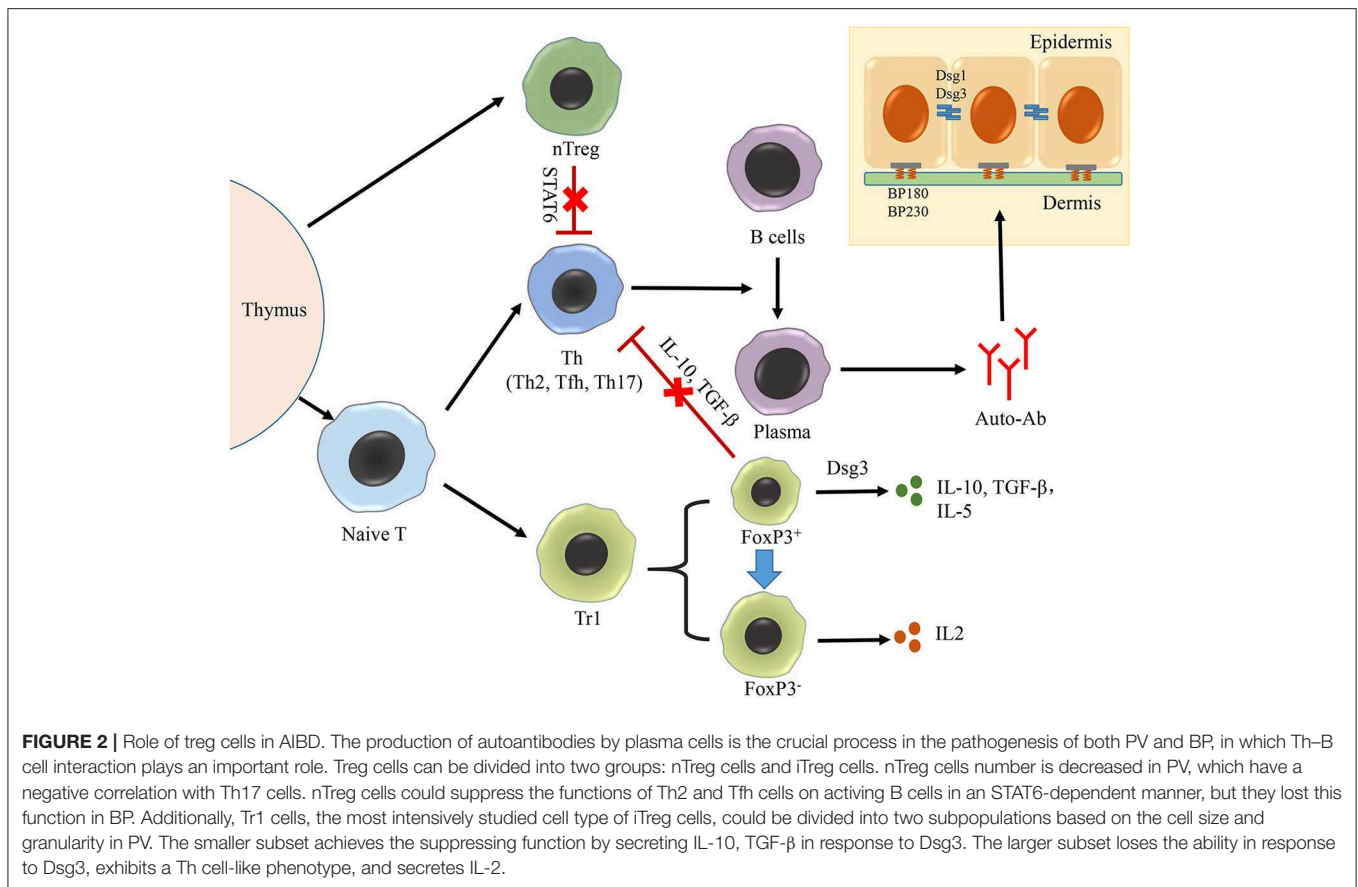 Epidermis
Dsg1
Dsg3
BP180
BP230
Dermis
nTreg
STAT6
B cells
Thymus
Th
(Th2, Tfh, Th17)
IL-10, TGF-β
Plasma
Auto-Ab
Naive T
Dsg3
IL-10, TGF-β,
IL-5
FoxP3⁺
Tr1
IL2
FoxP3⁻
FIGURE 2 | Role of treg cells in AIBD. The production of autoantibodies by plasma cells is the crucial process in the pathogenesis of both PV and BP, in which Th–B
cell interaction plays an important role. Treg cells can be divided into two groups: nTreg cells and iTreg cells. nTreg cells number is decreased in PV, which have a
negative correlation with Th17 cells. nTreg cells could suppress the functions of Th2 and Tfh cells on activing B cells in an STAT6-dependent manner, but they lost this
function in BP. Additionally, Tr1 cells, the most intensively studied cell type of iTreg cells, could be divided into two subpopulations based on the cell size and
granularity in PV. The smaller subset achieves the suppressing function by secreting IL-10, TGF-β in response to Dsg3. The larger subset loses the ability in response
to Dsg3, exhibits a Th cell-like phenotype, and secretes IL-2.